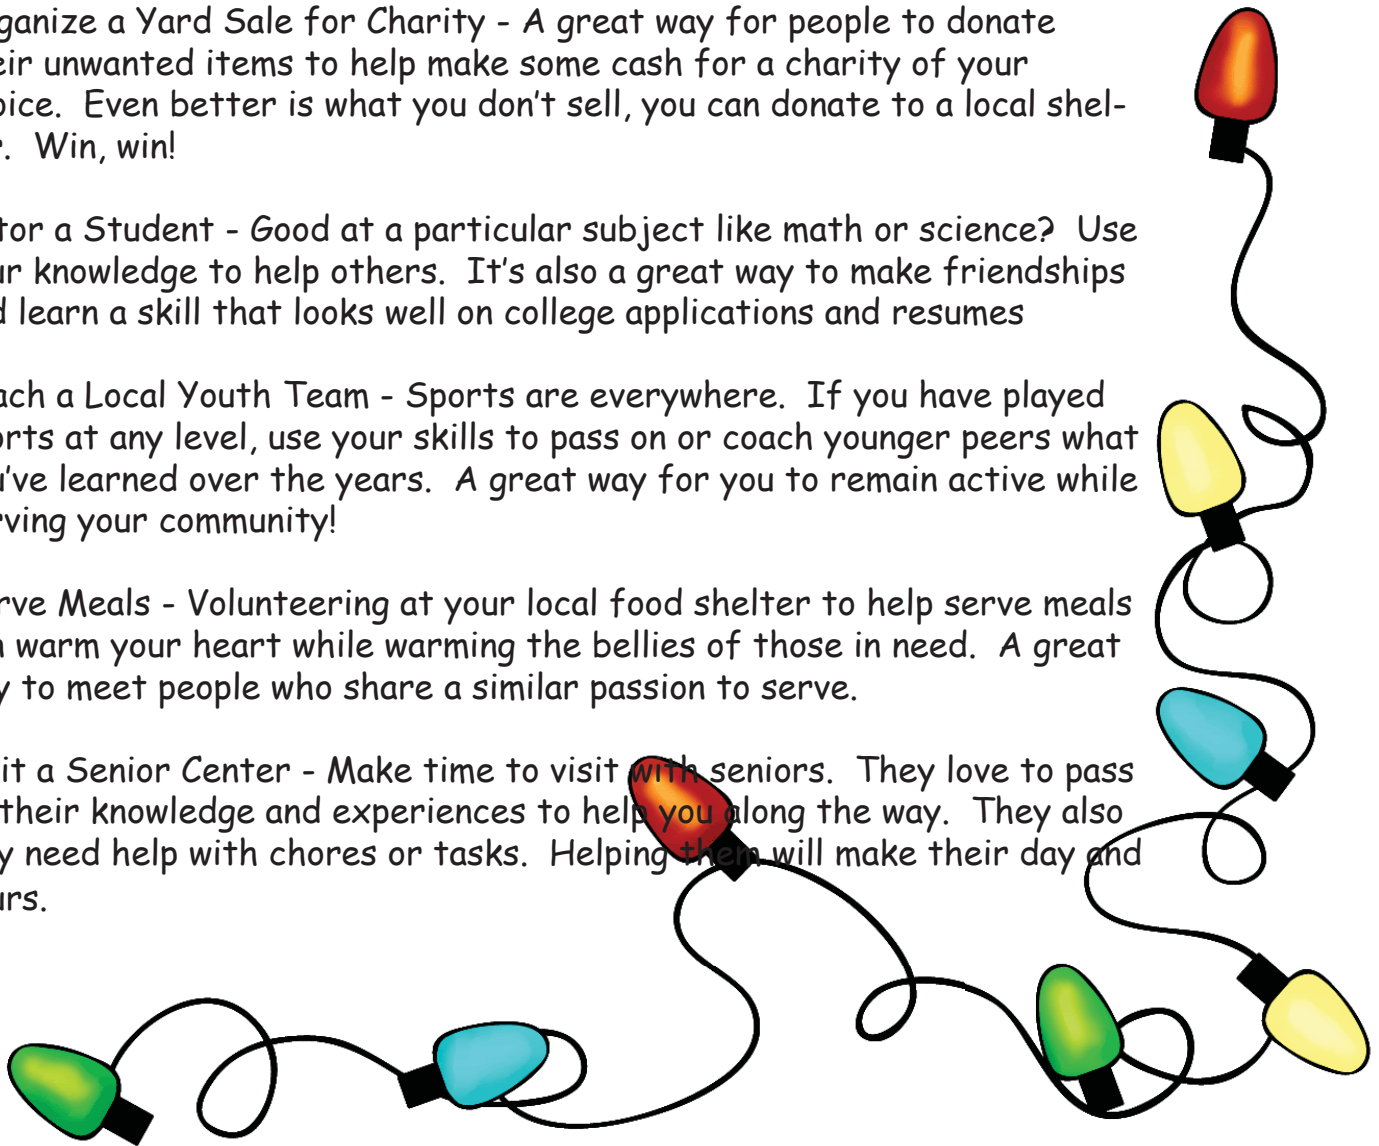 ganize a Yard Sale for Charity - A great way for people to donate
eir unwanted items to help make some cash for a charity of your
oice.  Even better is what you don't sell, you can donate to a local shel-
r.  Win, win!
tor a Student - Good at a particular subject like math or science?  Use
ur knowledge to help others.  It's also a great way to make friendships
d learn a skill that looks well on college applications and resumes
ach a Local Youth Team - Sports are everywhere.  If you have played
orts at any level, use your skills to pass on or coach younger peers what
u've learned over the years.  A great way for you to remain active while
rving your community!
rve Meals - Volunteering at your local food shelter to help serve meals
n warm your heart while warming the bellies of those in need.  A great
y to meet people who share a similar passion to serve.
it a Senior Center - Make time to visit with seniors.  They love to pass
their knowledge and experiences to help you along the way.  They also
y need help with chores or tasks.  Helping them will make their day and
urs.